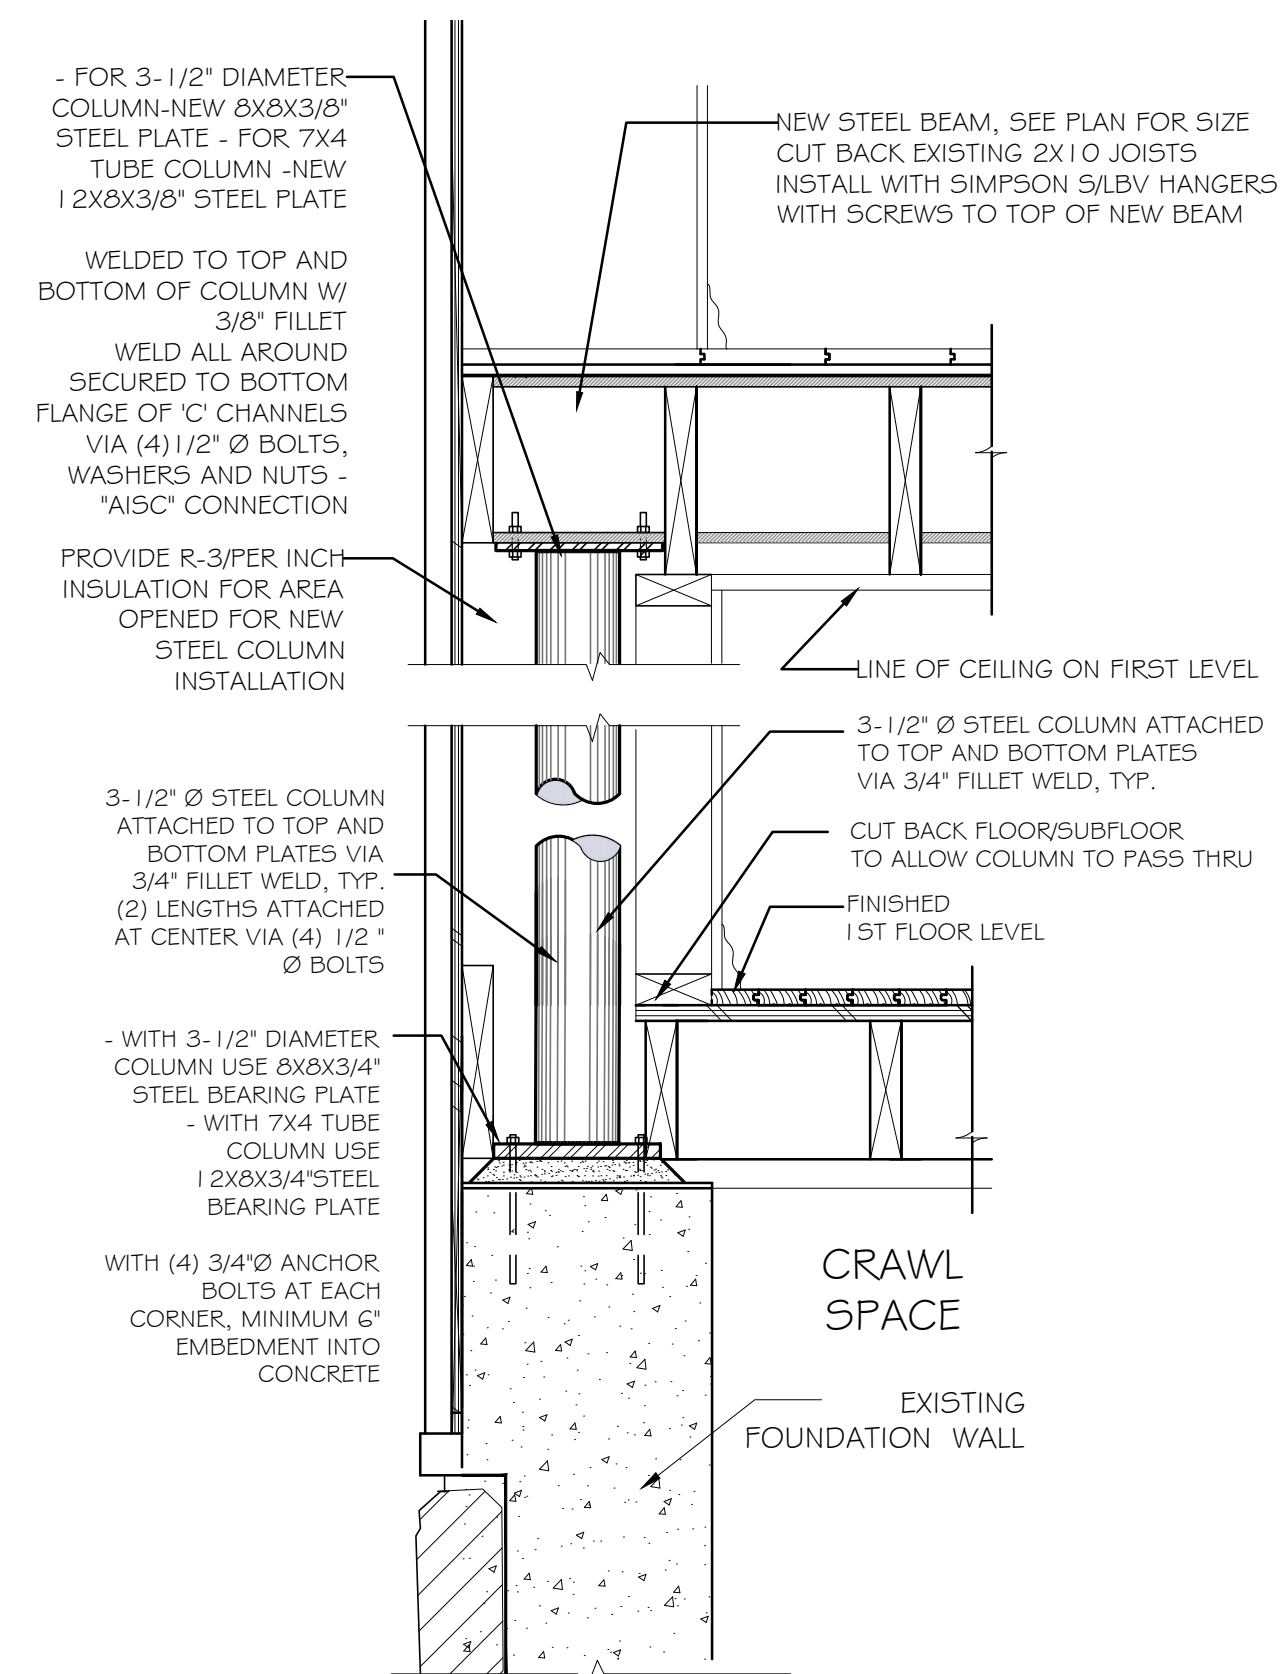 - FOR 3-1/2" DIAMETER
COLUMN-NEW 8X8X3/8"
STEEL PLATE - FOR 7X4
TUBE COLUMN -NEW
12X8X3/8" STEEL PLATE
WELDED TO TOP AND
BOTTOM OF COLUMN W/
3/8" FILLET
WELD ALL AROUND
SECURED TO BOTTOM
FLANGE OF 'C' CHANNELS
VIA (4)1/2" Ø BOLTS,
WASHERS AND NUTS -
"AISC" CONNECTION
NEW STEEL BEAM, SEE PLAN FOR SIZE
CUT BACK EXISTING 2X10 JOISTS
INSTALL WITH SIMPSON S/LBV HANGERS
WITH SCREWS TO TOP OF NEW BEAM
PROVIDE R-3/PER INCH
INSULATION FOR AREA
OPENED FOR NEW
STEEL COLUMN
INSTALLATION
LINE OF CEILING ON FIRST LEVEL
3-1/2" Ø STEEL COLUMN ATTACHED
TO TOP AND BOTTOM PLATES
VIA 3/4" FILLET WELD, TYP.
3-1/2" Ø STEEL COLUMN
ATTACHED TO TOP AND
BOTTOM PLATES VIA
3/4" FILLET WELD, TYP.
(2) LENGTHS ATTACHED
AT CENTER VIA (4) 1/2 "
Ø BOLTS
CUT BACK FLOOR/SUBFLOOR
TO ALLOW COLUMN TO PASS THRU
FINISHED
1ST FLOOR LEVEL
- WITH 3-1/2" DIAMETER
COLUMN USE 8X8X3/4"
STEEL BEARING PLATE
- WITH 7X4 TUBE
COLUMN USE
12X8X3/4"STEEL
BEARING PLATE
WITH (4) 3/4"Ø ANCHOR
BOLTS AT EACH
CORNER, MINIMUM 6"
EMBEDMENT INTO
CONCRETE
CRAWL
SPACE
EXISTING
FOUNDATION WALL